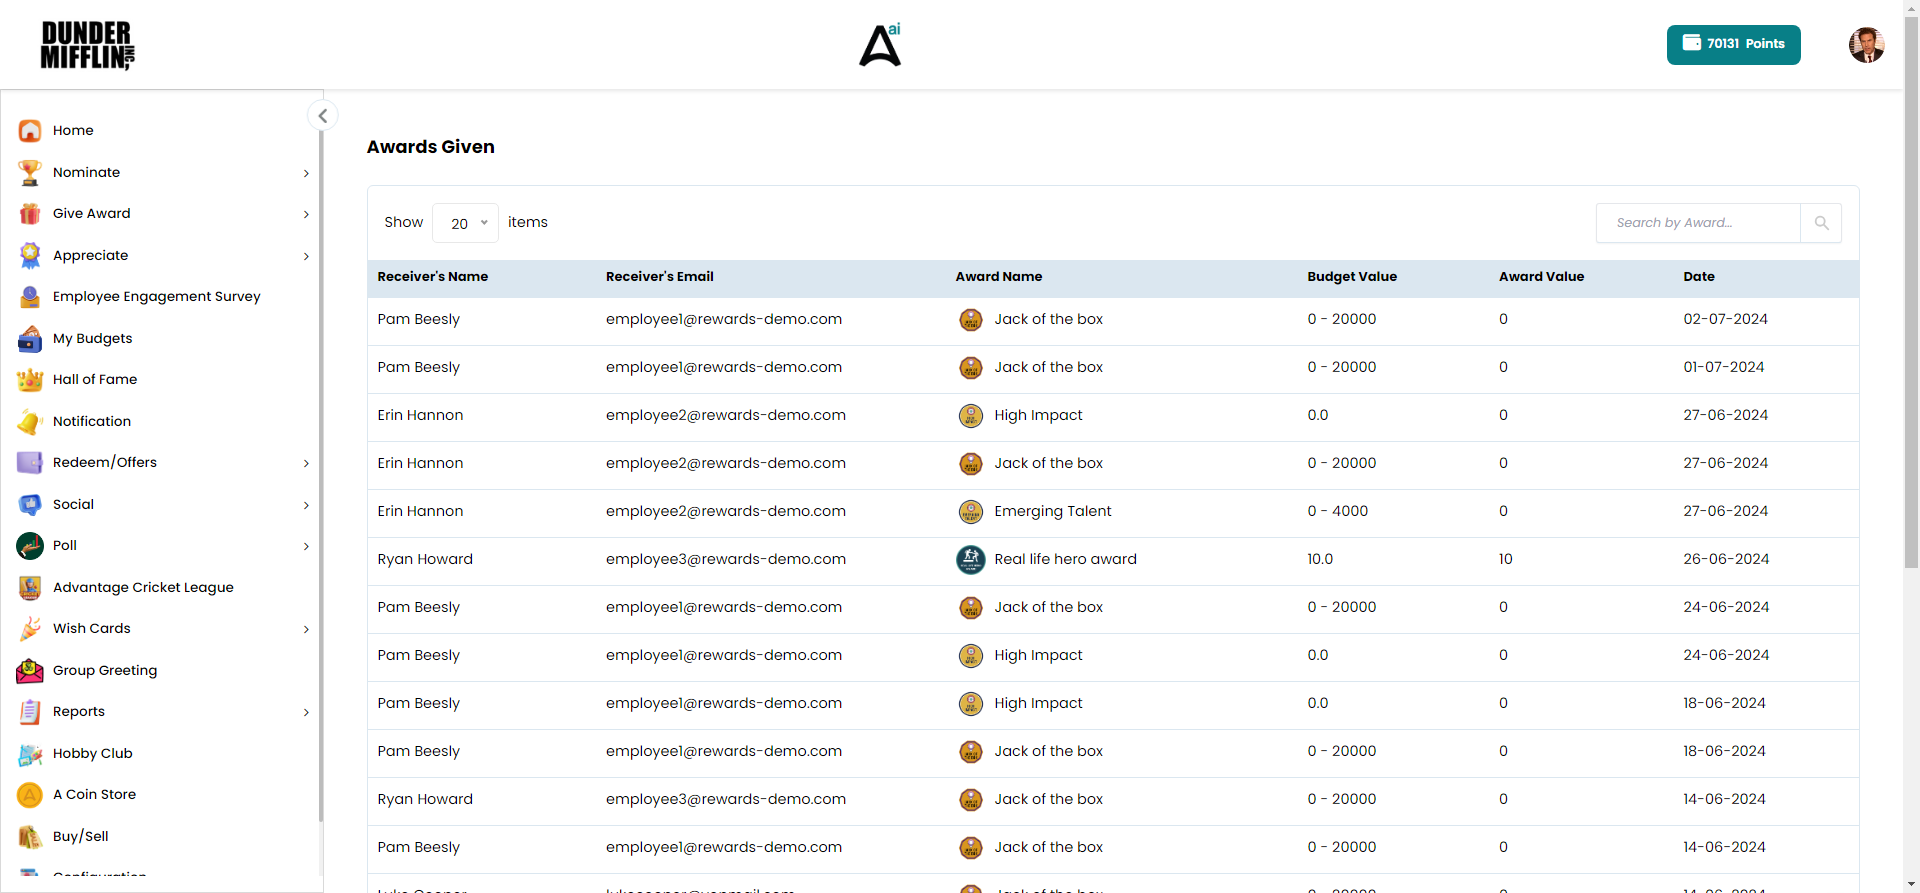 DUNDER
MIFFLIN, INC
ai
70131 Points
Home
Nominate
Give Award
Appreciate
Employee Engagement Survey
My Budgets
Hall of Fame
Notification
Redeem/Offers
Social
Poll
Advantage Cricket League
Wish Cards
Group Greeting
Reports
Hobby Club
A Coin Store
Buy/Sell
Configuration
Awards Given
Show 20 items
Search by Award...
Receiver's Name Receiver's Email Award Name Budget Value Award Value Date
Pam Beesly employee1@rewards-demo.com Jack of the box 0 - 20000 0 02-07-2024
Pam Beesly employee1@rewards-demo.com Jack of the box 0 - 20000 0 01-07-2024
Erin Hannon employee2@rewards-demo.com High Impact 0.0 0 27-06-2024
Erin Hannon employee2@rewards-demo.com Jack of the box 0 - 20000 0 27-06-2024
Erin Hannon employee2@rewards-demo.com Emerging Talent 0 - 4000 0 27-06-2024
Ryan Howard employee3@rewards-demo.com Real life hero award 10.0 10 26-06-2024
Pam Beesly employee1@rewards-demo.com Jack of the box 0 - 20000 0 24-06-2024
Pam Beesly employee1@rewards-demo.com High Impact 0.0 0 24-06-2024
Pam Beesly employee1@rewards-demo.com High Impact 0.0 0 18-06-2024
Pam Beesly employee1@rewards-demo.com Jack of the box 0 - 20000 0 18-06-2024
Ryan Howard employee3@rewards-demo.com Jack of the box 0 - 20000 0 14-06-2024
Pam Beesly employee1@rewards-demo.com Jack of the box 0 - 20000 0 14-06-2024
Jack of the box 0 - 20000 0 14-06-2024